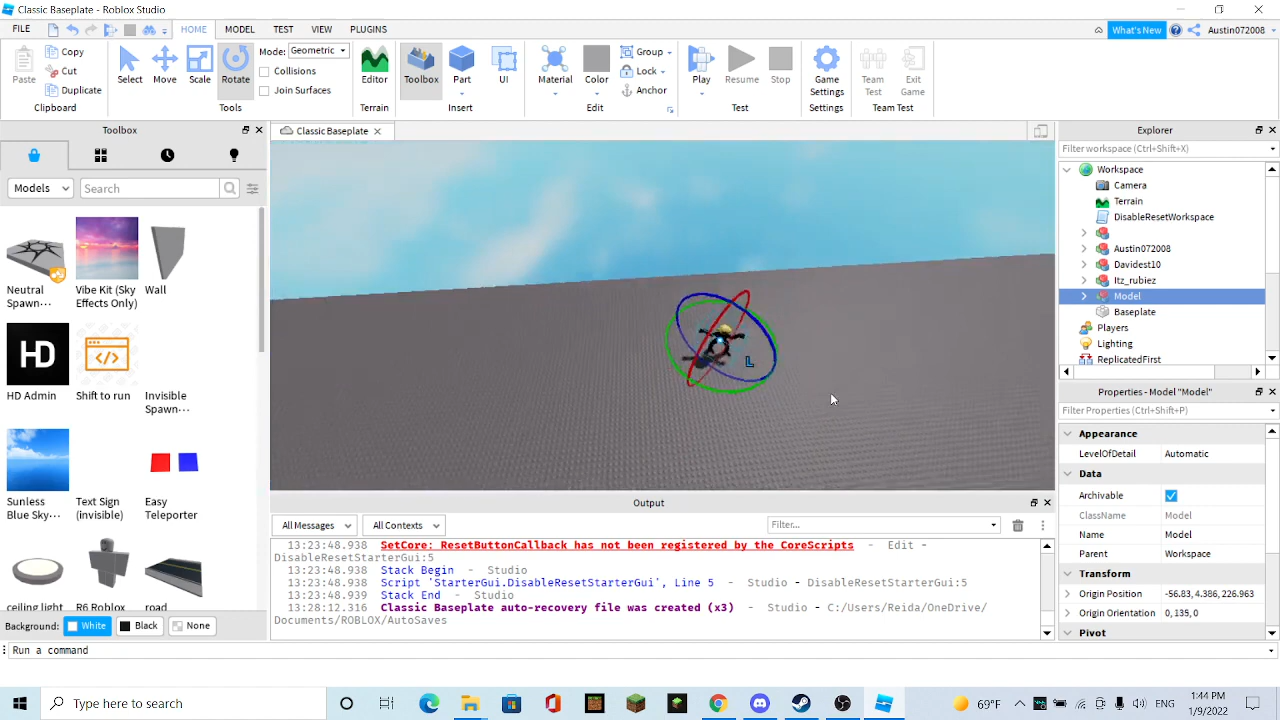 Classic Baseplate - Roblox Studio
FILE
HOME
MODEL
TEST
VIEW
PLUGINS
What's New
Austin072008
Paste
Copy
Cut
Duplicate
Clipboard
Select
Move
Scale
Rotate
Mode: Geometric
Collisions
Join Surfaces
Tools
Editor
Terrain
Toolbox
Part
UI
Insert
Material
Color
Group
Lock
Anchor
Edit
Play
Resume
Stop
Test
Game
Settings
Settings
Team
Test
Exit
Game
Team Test
Toolbox
Models
Search
Neutral
Spawn...
Vibe Kit (Sky
Effects Only)
Wall
HD
HD Admin
Shift to run
Invisible
Spawn...
Sunless
Blue Sky...
Text Sign
(invisible)
Easy
Teleporter
ceiling light
R6 Roblox
road
Background:
White
Black
None
Classic Baseplate
L
Output
All Messages
All Contexts
Filter...
13:23:48.938 SetCore: ResetButtonCallback has not been registered by the CoreScripts - Edit -
DisableResetStarterGui:5
13:23:48.938 Stack Begin - Studio
13:23:48.938 Script 'StarterGui.DisableResetStarterGui', Line 5 - Studio - DisableResetStarterGui:5
13:23:48.939 Stack End - Studio
13:28:12.316 Classic Baseplate auto-recovery file was created (x3) - Studio - C:/Users/Reida/OneDrive/
Documents/ROBLOX/AutoSaves
Explorer
Filter workspace (Ctrl+Shift+X)
Workspace
Camera
Terrain
DisableResetWorkspace
Austin072008
Davidest10
Itz_rubiez
Model
Baseplate
Players
Lighting
ReplicatedFirst
Properties - Model "Model"
Filter Properties (Ctrl+Shift+P)
Appearance
LevelOfDetail Automatic
Data
Archivable
ClassName Model
Name Model
Parent Workspace
Transform
Origin Position -56.83, 4.386, 226.963
Origin Orientation 0, 135, 0
Pivot
Run a command
Type here to search
69°F
ENG
1:44 PM
1/9/2022